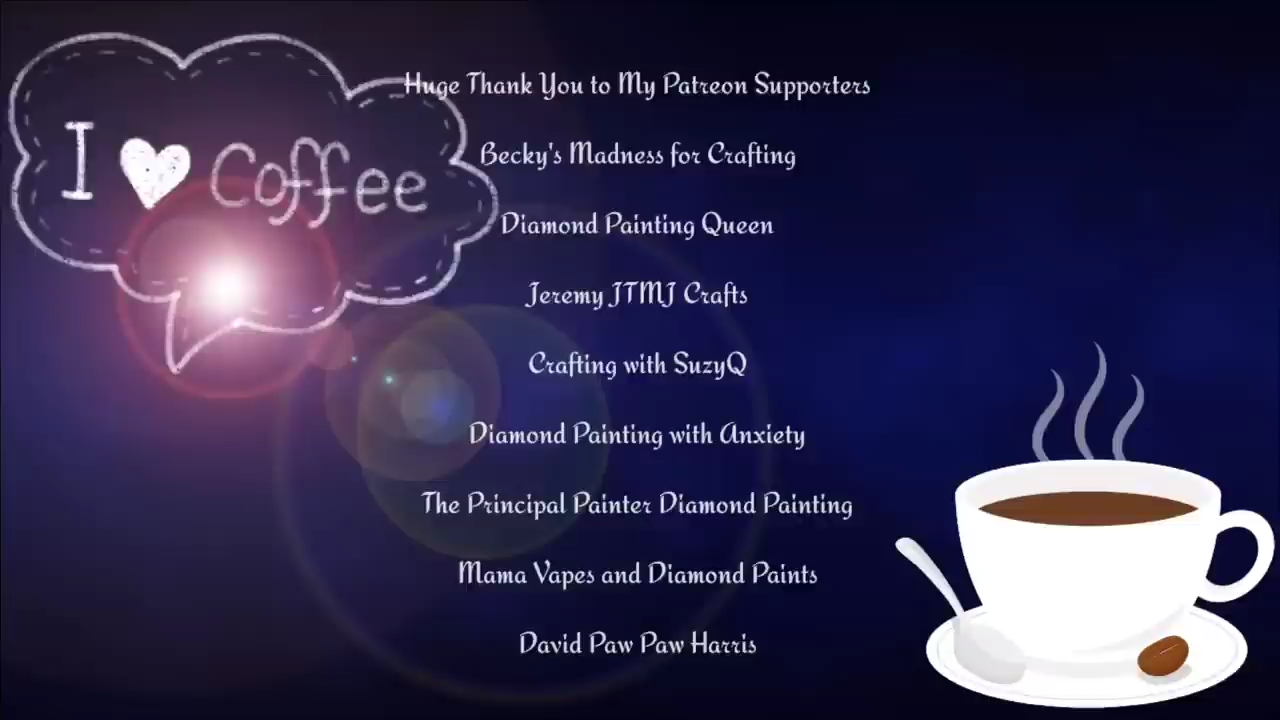 I ♥ Coffee
Huge Thank You to My Patreon Supporters
Becky's Madness for Crafting
Diamond Painting Queen
Jeremy JTMJ Crafts
Crafting with SuzyQ
Diamond Painting with Anxiety
The Principal Painter Diamond Painting
Mama Vapes and Diamond Paints
David Paw Paw Harris